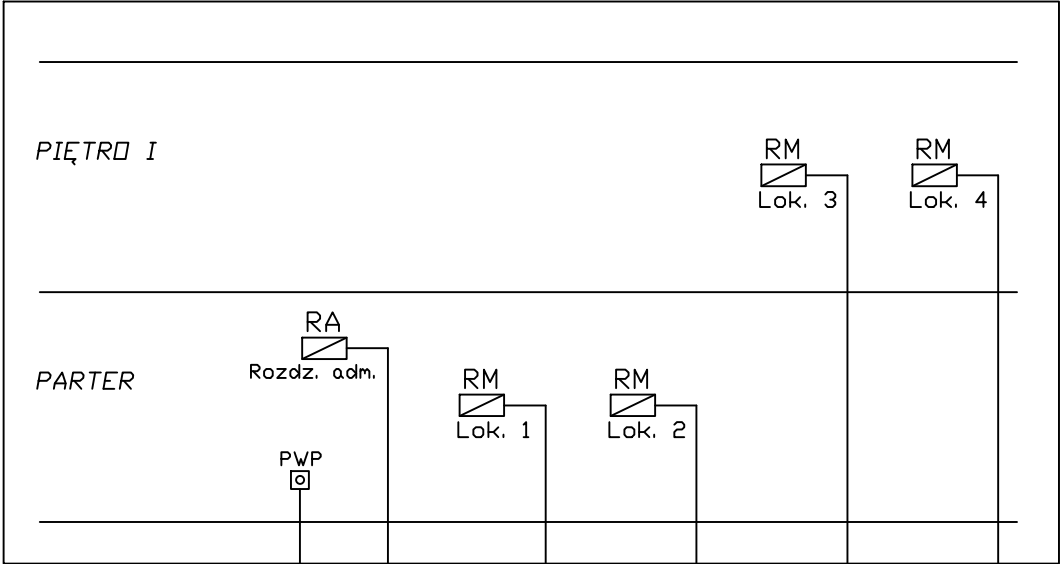 PIĘTRO I
RM
Lok. 3
RM
Lok. 4
PARTER
RA
Rozdz. adm.
RM
Lok. 1
RM
Lok. 2
PWP